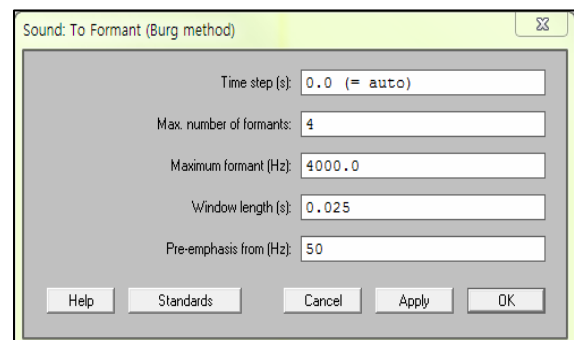 Sound: To Formant (Burg method)
Time step (s): 0.0 (= auto)
Max. number of formants: 4
Maximum formant (Hz): 4000.0
Window length (s): 0.025
Pre-emphasis from (Hz): 50
Help Standards Cancel Apply OK